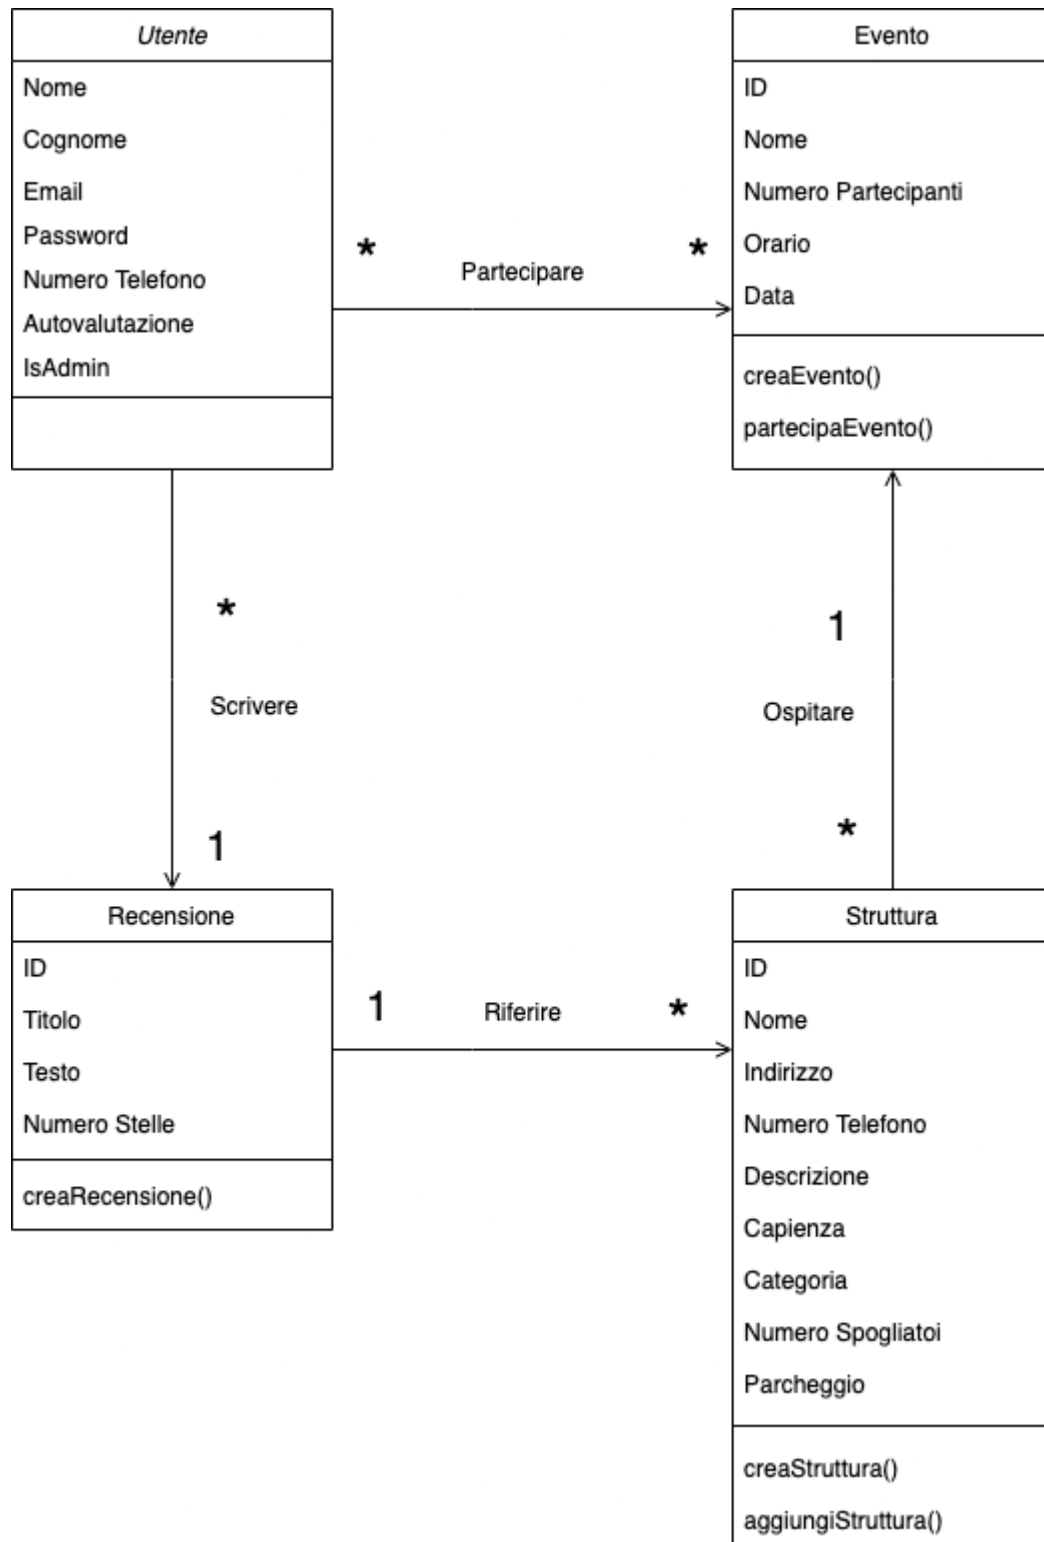 Utente
Nome
Cognome
Email
Password
Numero Telefono
Autovalutazione
IsAdmin
*
Partecipare
*
Evento
ID
Nome
Numero Partecipanti
Orario
Data
creaEvento()
partecipaEvento()
*
Scrivere
1
1
Ospitare
*
Recensione
ID
Titolo
Testo
Numero Stelle
creaRecensione()
1
Riferire
*
Struttura
ID
Nome
Indirizzo
Numero Telefono
Descrizione
Capienza
Categoria
Numero Spogliatoi
Parcheggio
creaStruttura()
aggiungiStruttura()